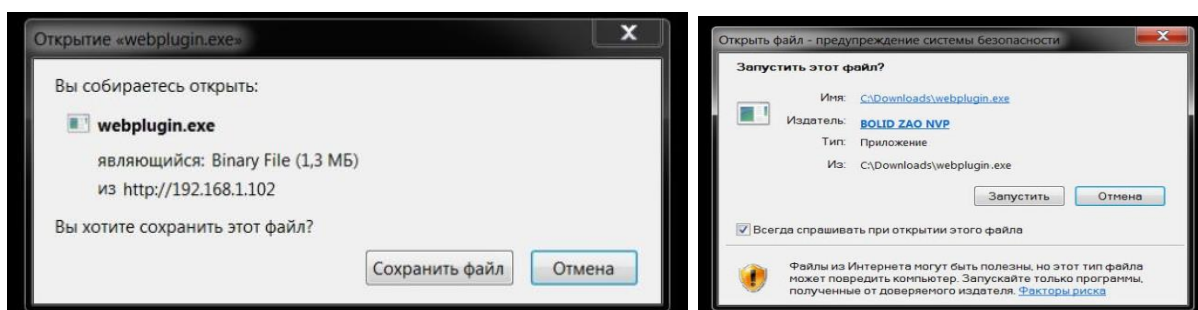 Открытие «webplugin.exe»
Вы собираетесь открыть:
webplugin.exe
являющийся: Binary File (1,3 МБ)
из http://192.168.1.102
Вы хотите сохранить этот файл?
Сохранить файл
Отмена
Открыть файл - предупреждение системы безопасности
Запустить этот файл?
Имя: C:\Downloads\webplugin.exe
Издатель: BOLID ZAO NVP
Тип: Приложение
Из: C:\Downloads\webplugin.exe
Запустить
Отмена
Всегда спрашивать при открытии этого файла
Файлы из Интернета могут быть полезны, но этот тип файла
может повредить компьютер. Запускайте только программы,
полученные от доверяемого издателя. Факторы риска